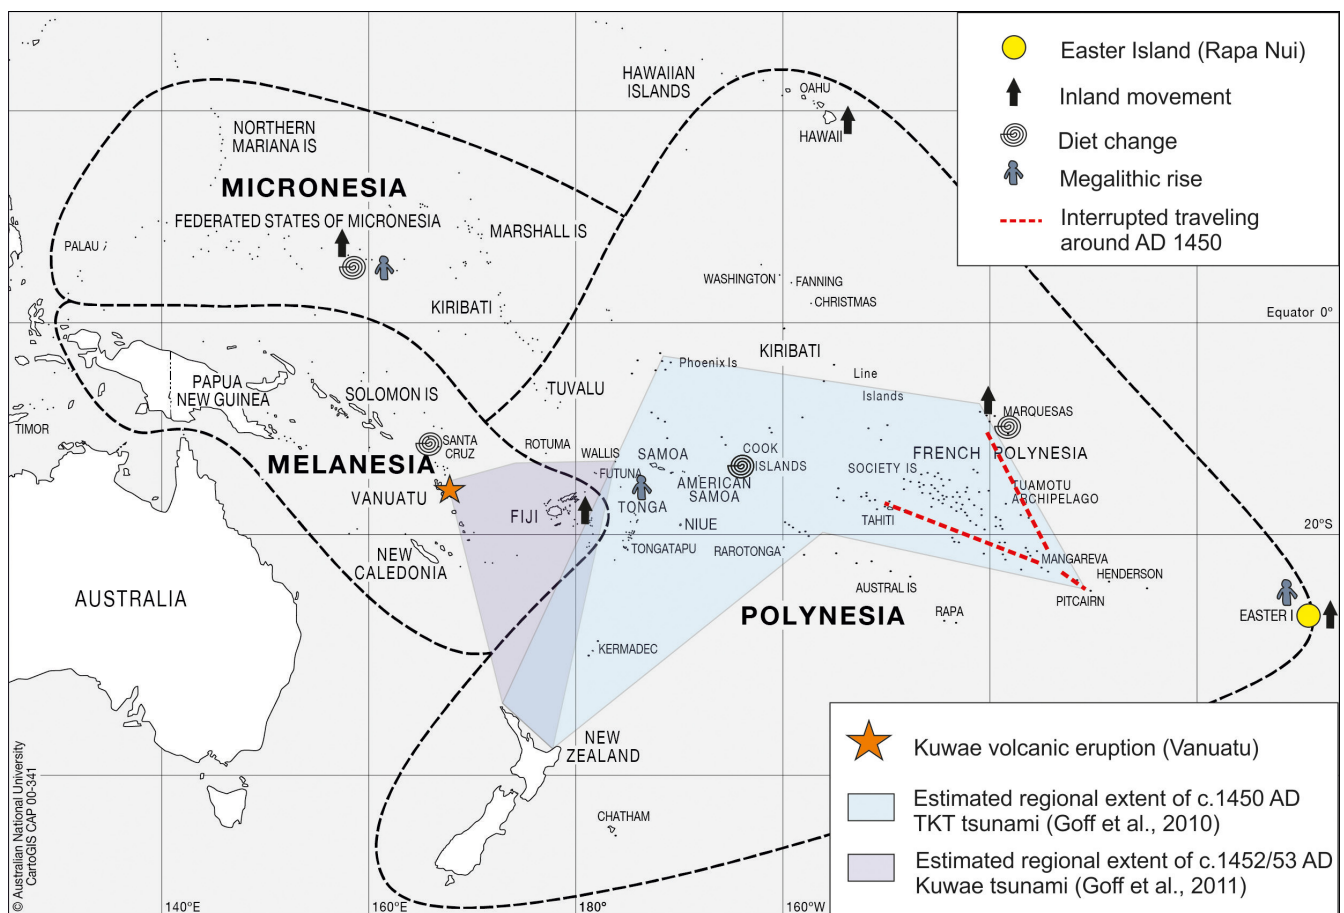 Easter Island (Rapa Nui)
Inland movement
Diet change
Megalithic rise
Interrupted traveling
around AD 1450
HAWAIIAN
ISLANDS
OAHU
HAWAII
NORTHERN
MARIANA IS
MICRONESIA
FEDERATED STATES OF MICRONESIA
MARSHALL IS
PALAU
WASHINGTON
FANNING
CHRISTMAS
KIRIBATI
Equator 0°
KIRIBATI
Phoenix Is
Line
Islands
TUVALU
PAPUA
NEW GUINEA
SOLOMON IS
TIMOR
MARQUESAS
SANTA
CRUZ
ROTUMA
WALLIS
SAMOA
COOK
ISLANDS
FRENCH POLYNESIA
MELANESIA
FUTUNA
AMERICAN
SAMOA
SOCIETY IS
TUAMOTU
ARCHIPELAGO
VANUATU
FIJI
TONGA
NIUE
TAHITI
20°S
TONGATAPU
RAROTONGA
NEW
CALEDONIA
MANGAREVA
HENDERSON
PITCAIRN
AUSTRAL IS
AUSTRALIA
RAPA
POLYNESIA
EASTER I
KERMADEC
NEW
ZEALAND
CHATHAM
Kuwae volcanic eruption (Vanuatu)
Estimated regional extent of c.1450 AD
TKT tsunami (Goff et al., 2010)
Estimated regional extent of c.1452/53 AD
Kuwae tsunami (Goff et al., 2011)
© Australian National University
CartoGIS CAP 00-341
140°E
160°E
180°
160°W